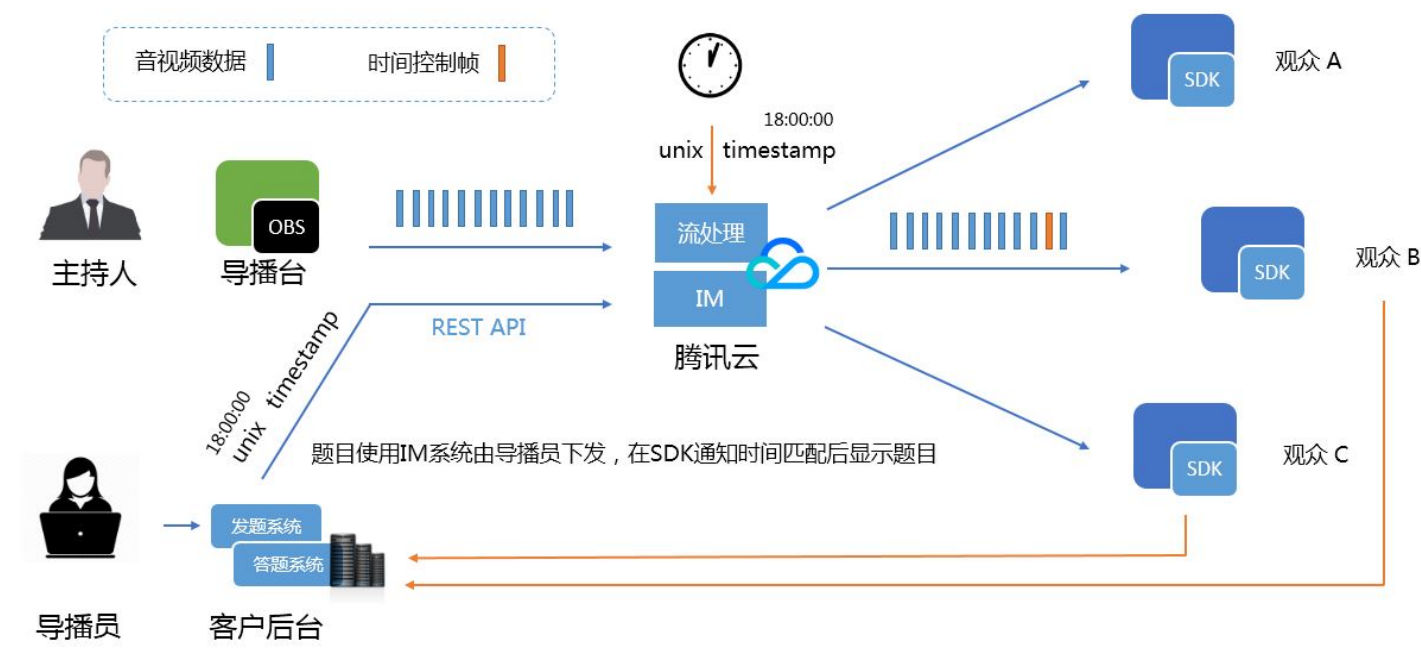 音视频数据
时间控制帧
18:00:00
unix timestamp
SDK
观众 A
OBS
主持人
导播台
流处理
IM
腾讯云
REST API
SDK
观众 B
18:00:00
unix timestamp
题目使用IM系统由导播员下发，在SDK通知时间匹配后显示题目
SDK
观众 C
发题系统
答题系统
导播员
客户后台